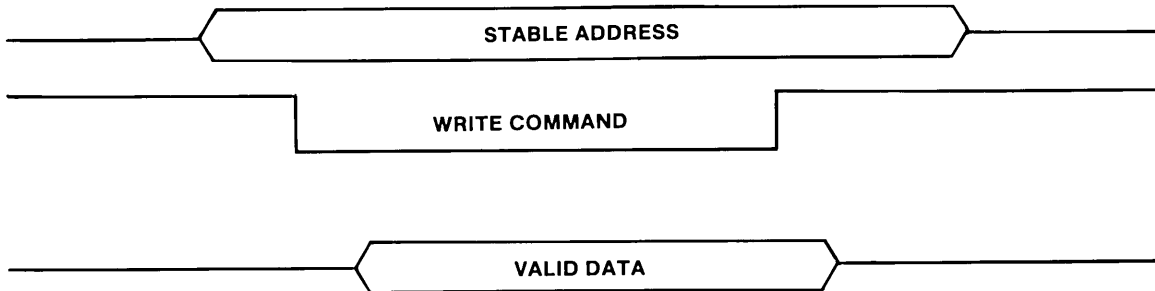 STABLE ADDRESS
WRITE COMMAND
VALID DATA